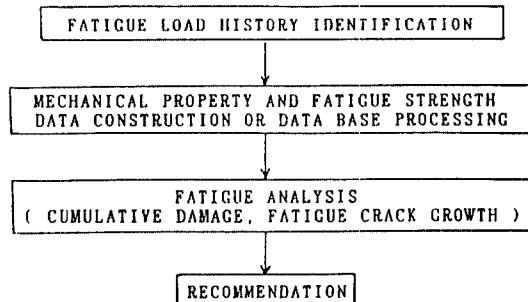 FATIGUE LOAD HISTORY IDENTIFICATION
MECHANICAL PROPERTY AND FATIGUE STRENGTH
DATA CONSTRUCTION OR DATA BASE PROCESSING
FATIGUE ANALYSIS
( CUMULATIVE DAMAGE, FATIGUE CRACK GROWTH )
RECOMMENDATION